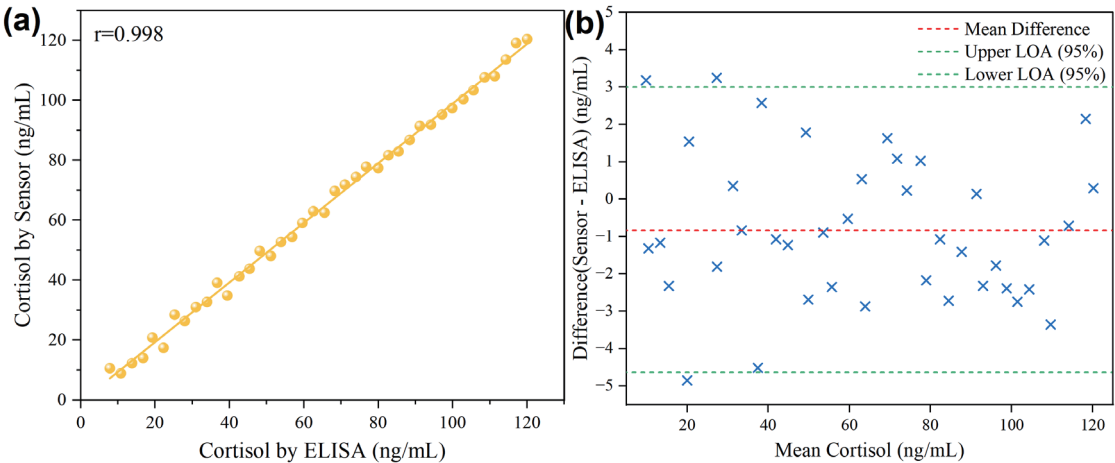 (a)
r=0.998
Cortisol by Sensor (ng/mL)
120
100
80
60
40
20
0
0 20 40 60 80 100 120
Cortisol by ELISA (ng/mL)
(b)
Mean Difference
Upper LOA (95%)
Lower LOA (95%)
Difference(Sensor - ELISA) (ng/mL)
5
4
3
2
1
0
−1
−2
−3
−4
−5
20 40 60 80 100 120
Mean Cortisol (ng/mL)